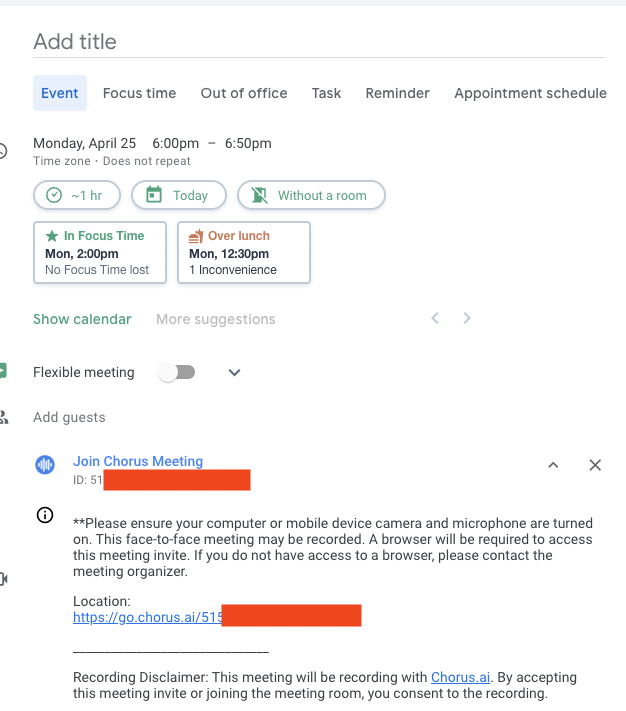 Add title
Event Focus time Out of office Task Reminder Appointment schedule
Monday, April 25 6:00pm – 6:50pm
Time zone · Does not repeat
~1 hr Today Without a room
In Focus Time
Mon, 2:00pm
No Focus Time lost
Over lunch
Mon, 12:30pm
1 Inconvenience
Show calendar More suggestions
Flexible meeting
Add guests
Join Chorus Meeting
ID: 51
**Please ensure your computer or mobile device camera and microphone are turned
on. This face-to-face meeting may be recorded. A browser will be required to access
this meeting invite. If you do not have access to a browser, please contact the
meeting organizer.
Location:
https://go.chorus.ai/515
______________________________
Recording Disclaimer: This meeting will be recording with Chorus.ai. By accepting
this meeting invite or joining the meeting room, you consent to the recording.